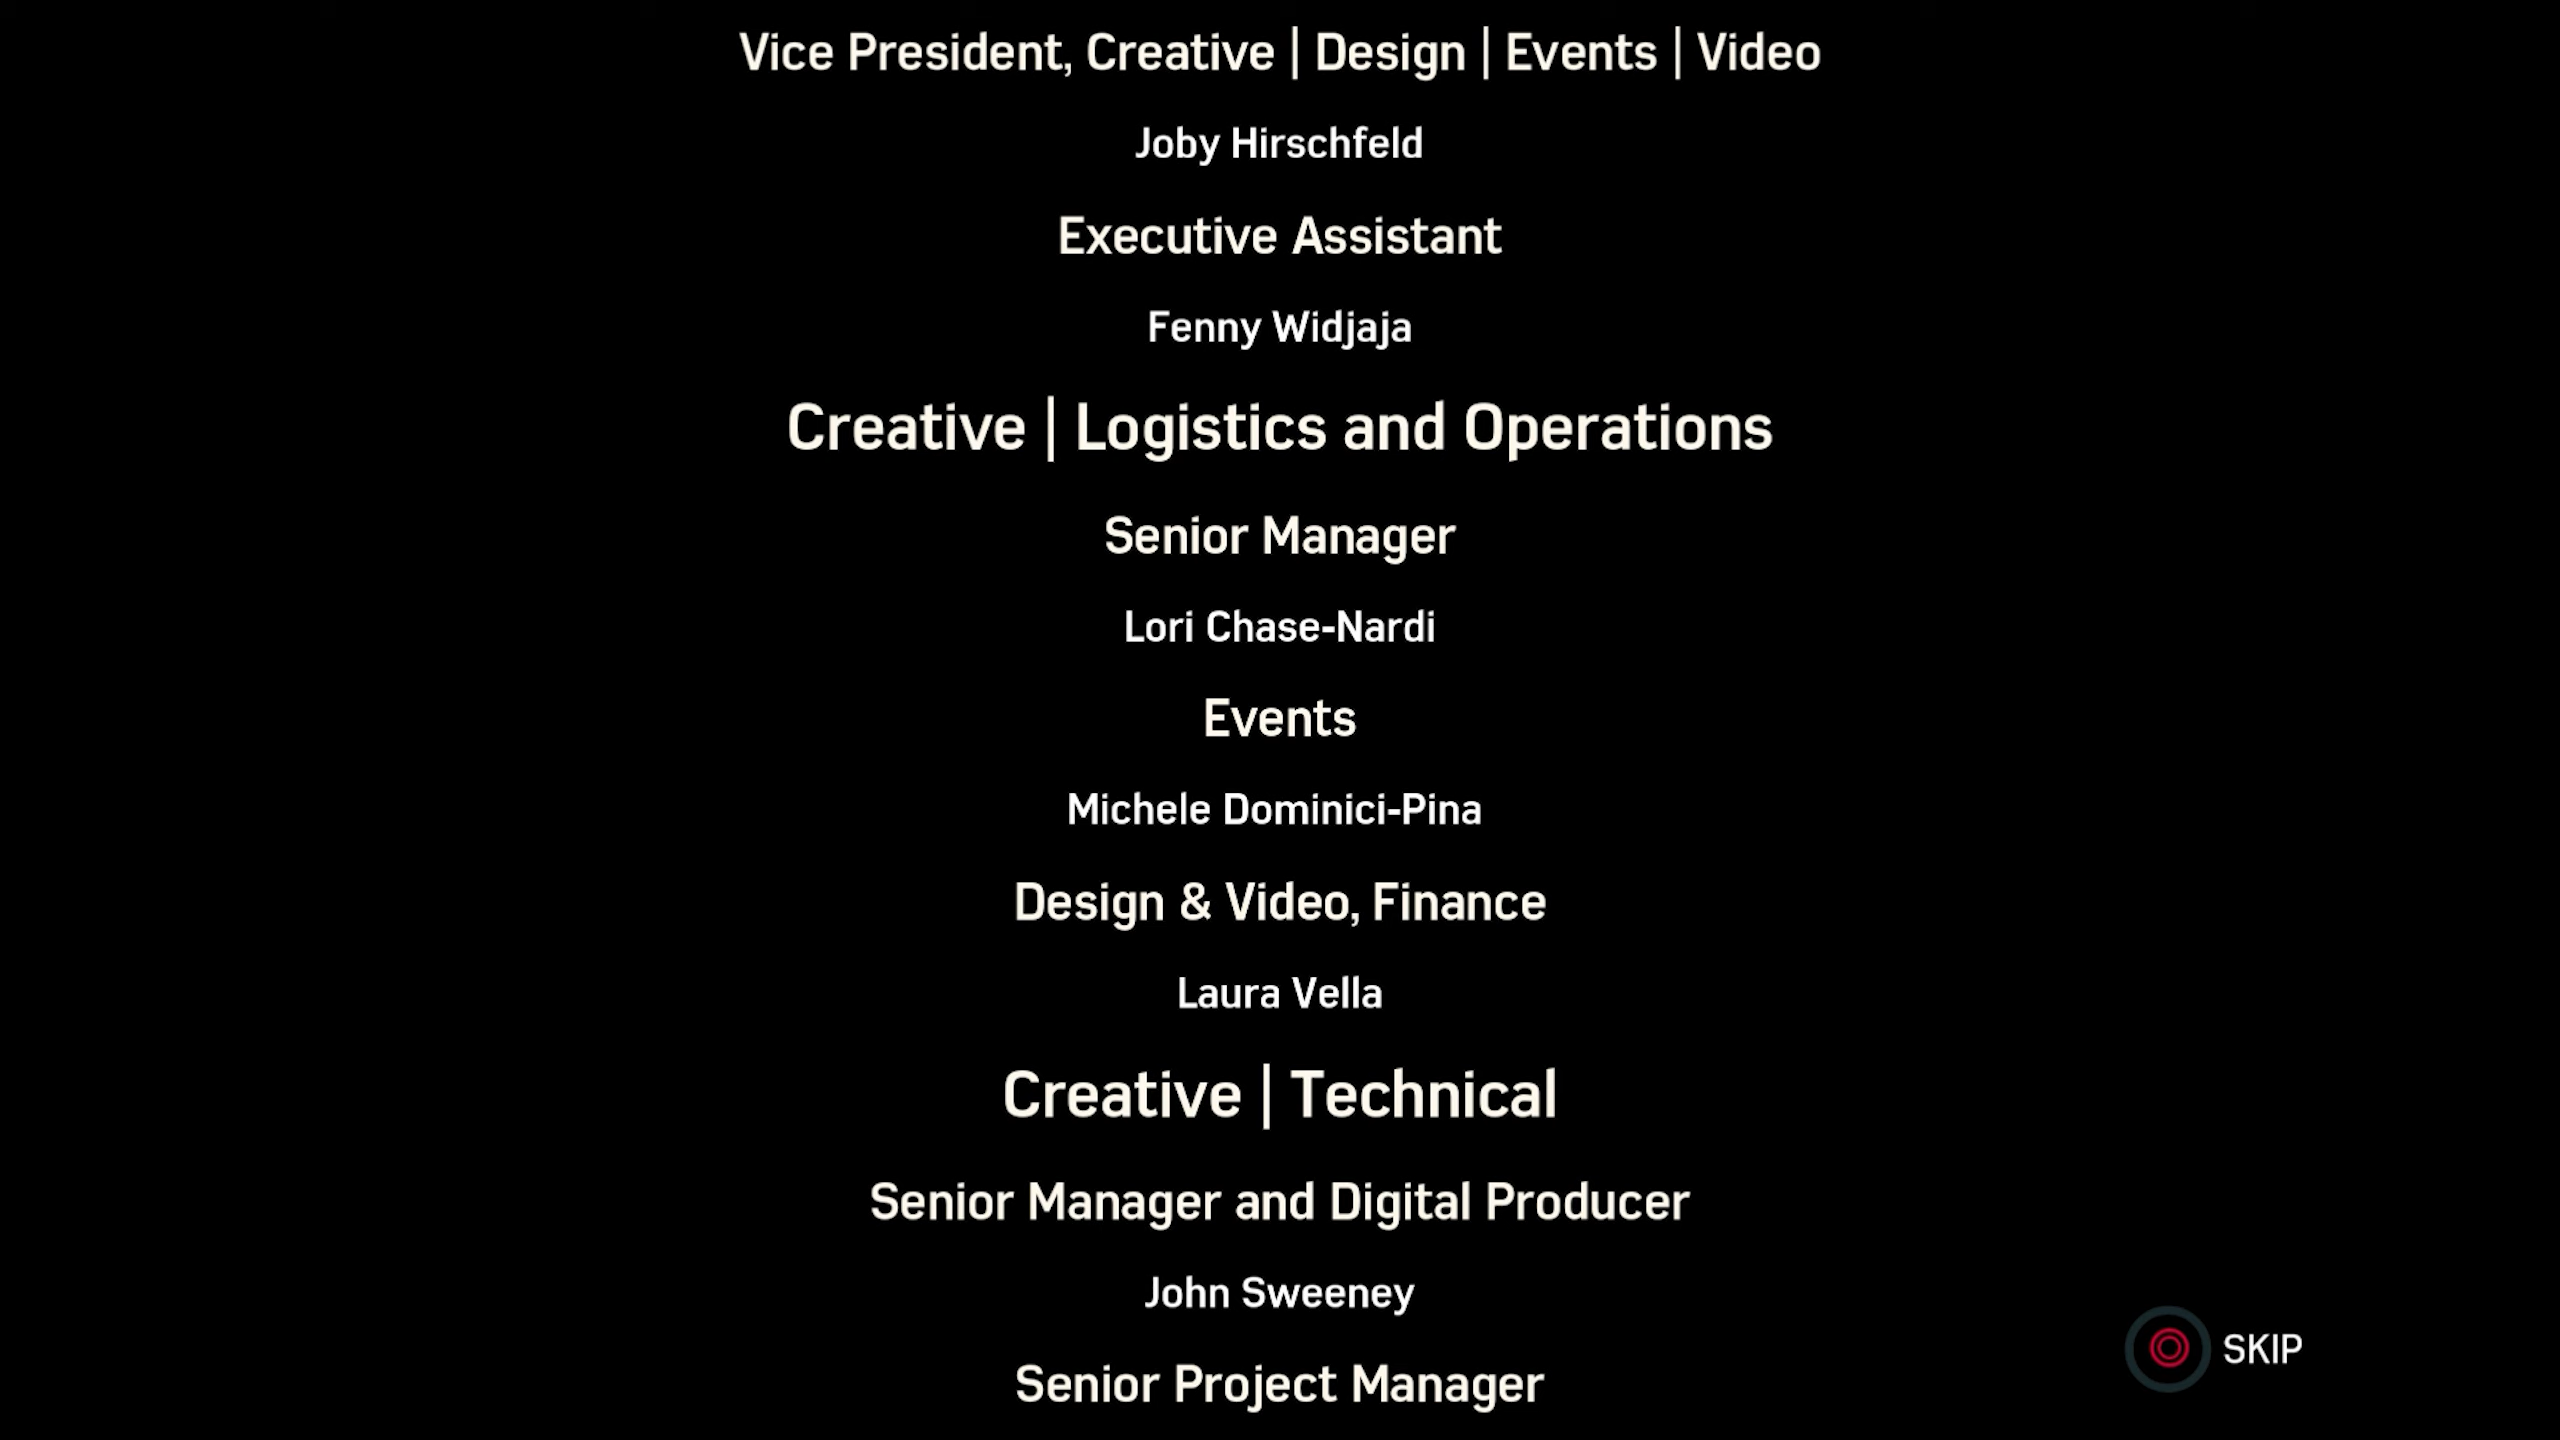 Vice President, Creative | Design | Events | Video
Joby Hirschfeld
Executive Assistant
Fenny Widjaja
Creative | Logistics and Operations
Senior Manager
Lori Chase-Nardi
Events
Michele Dominici-Pina
Design & Video, Finance
Laura Vella
Creative | Technical
Senior Manager and Digital Producer
John Sweeney
Senior Project Manager
SKIP